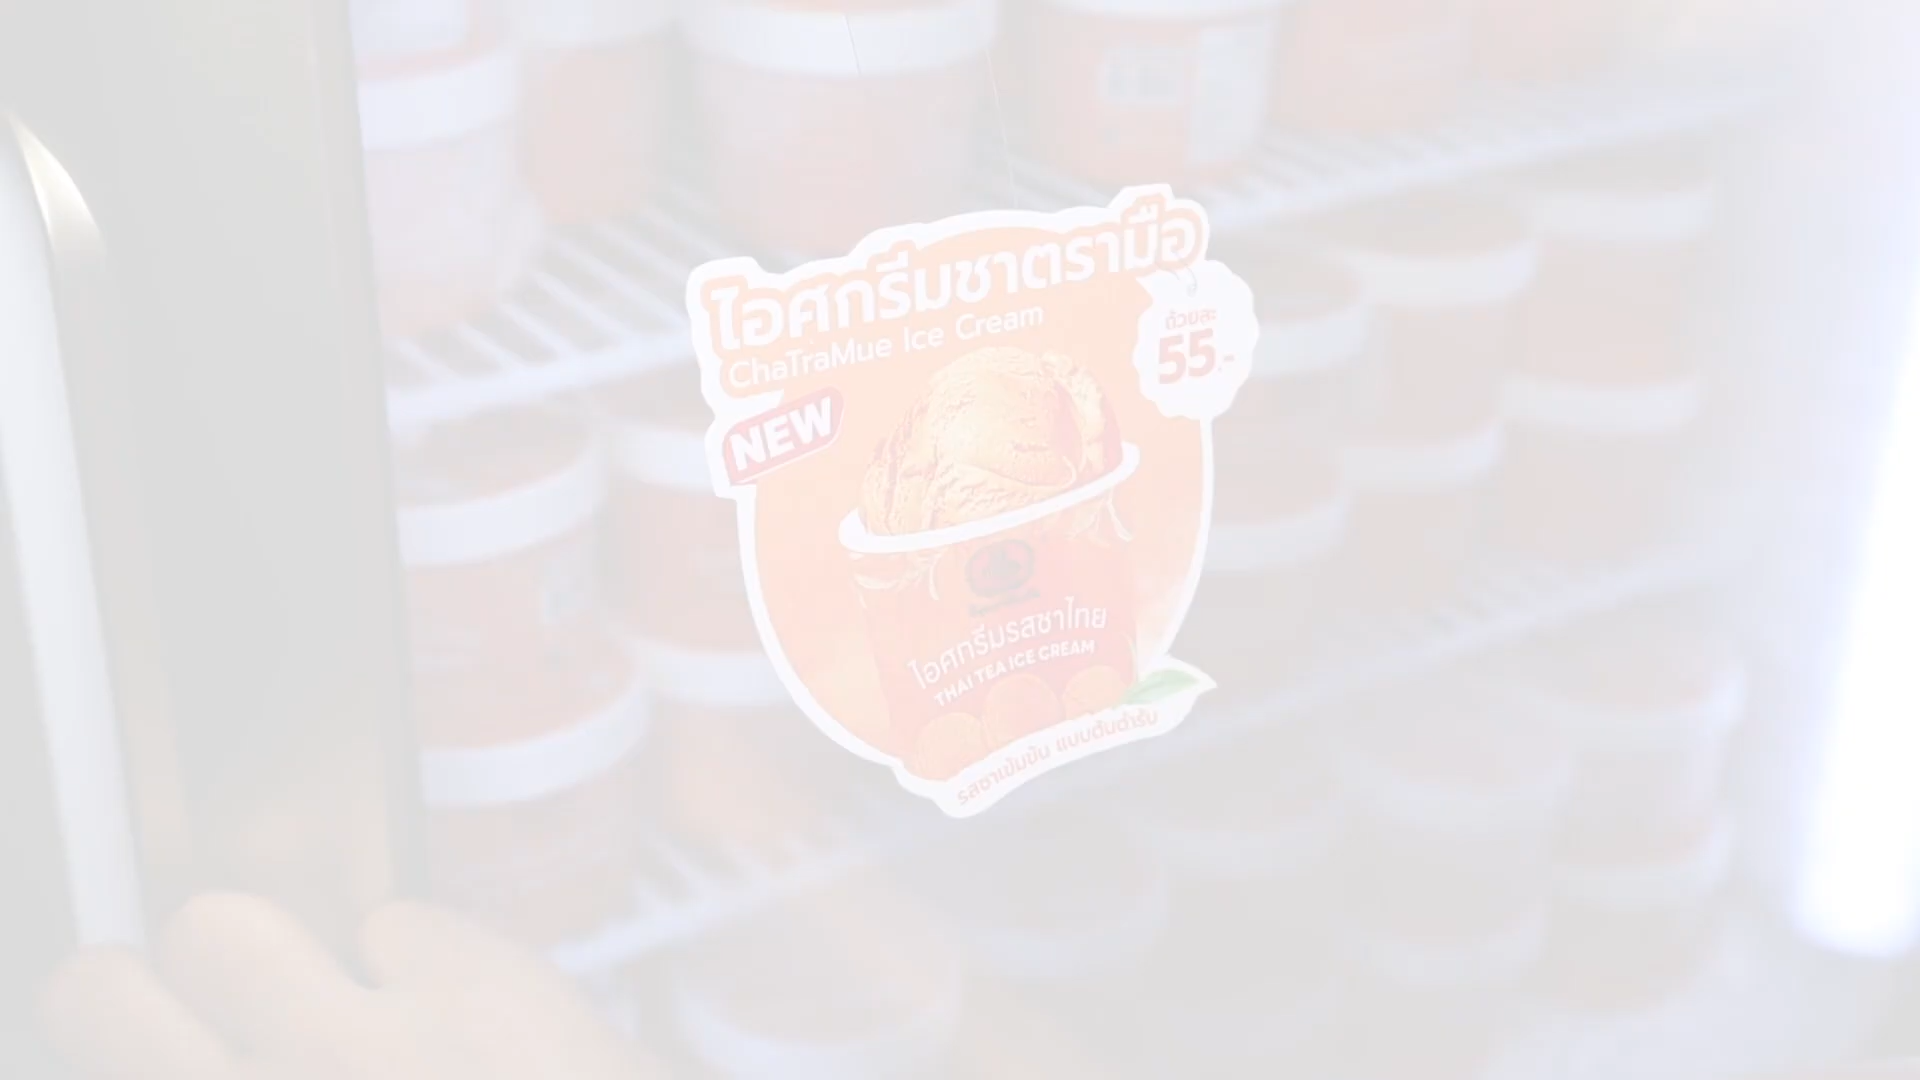 ไอศกรีมชาตรามือ
ChaTraMue Ice Cream
ถ้วยละ
55.-
NEW
ไอศกรีมรสชาไทย
THAI TEA ICE CREAM
รสชาเข้มข้น แบบต้นตำรับ